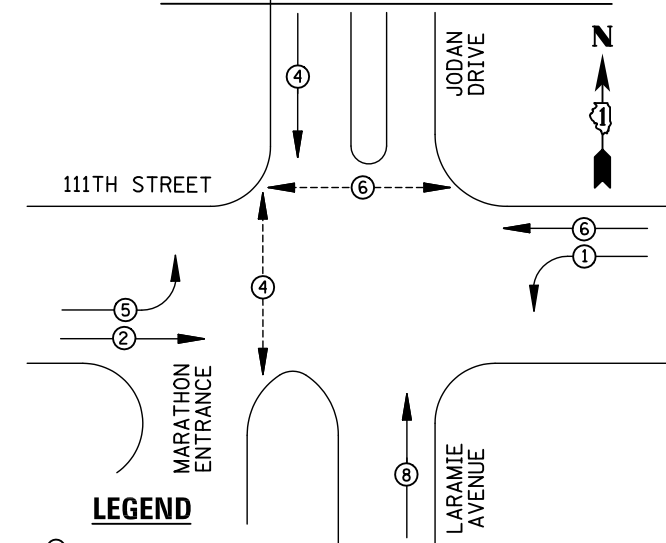 JODAN
DRIVE
N
1
4
111TH STREET
6
6
1
4
5
2
MARATHON
ENTRANCE
8
LARAMIE
AVENUE
LEGEND